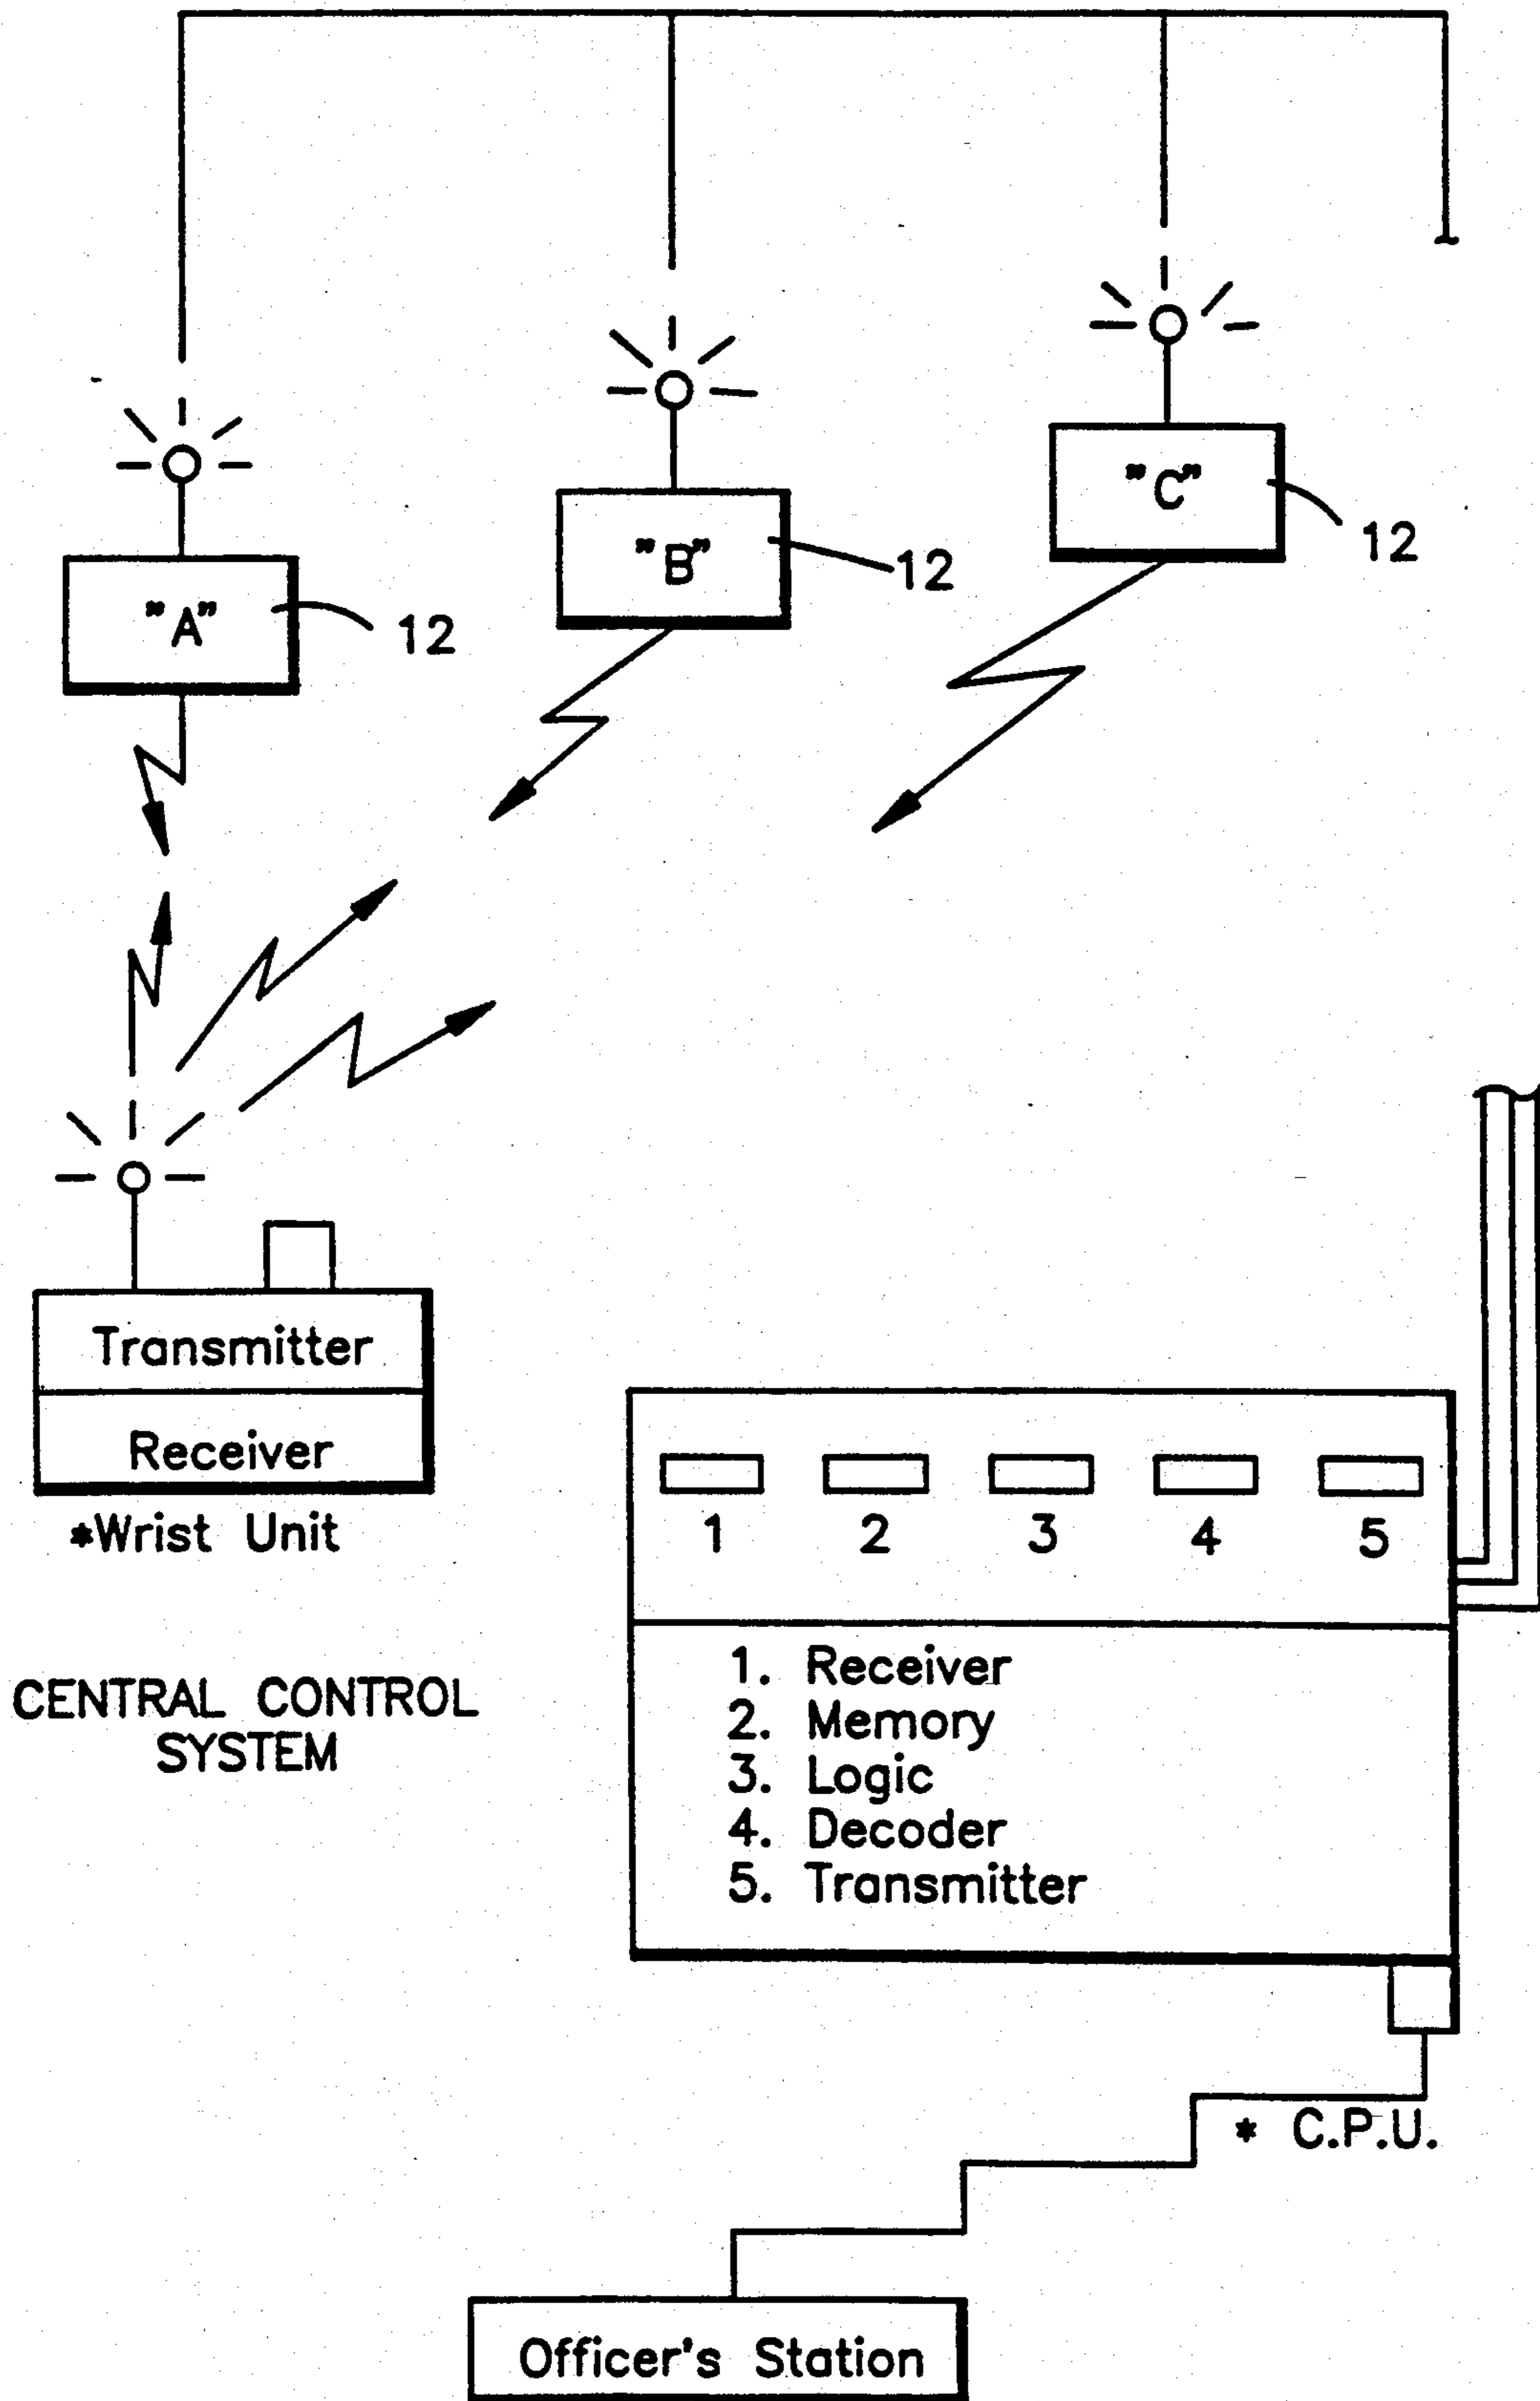 "C"
12
"B"
12
"A"
12
Transmitter
Receiver
*Wrist Unit
1 2 3 4 5
CENTRAL CONTROL
SYSTEM
1. Receiver
2. Memory
3. Logic
4. Decoder
5. Transmitter
* C.P.U.
Officer's Station